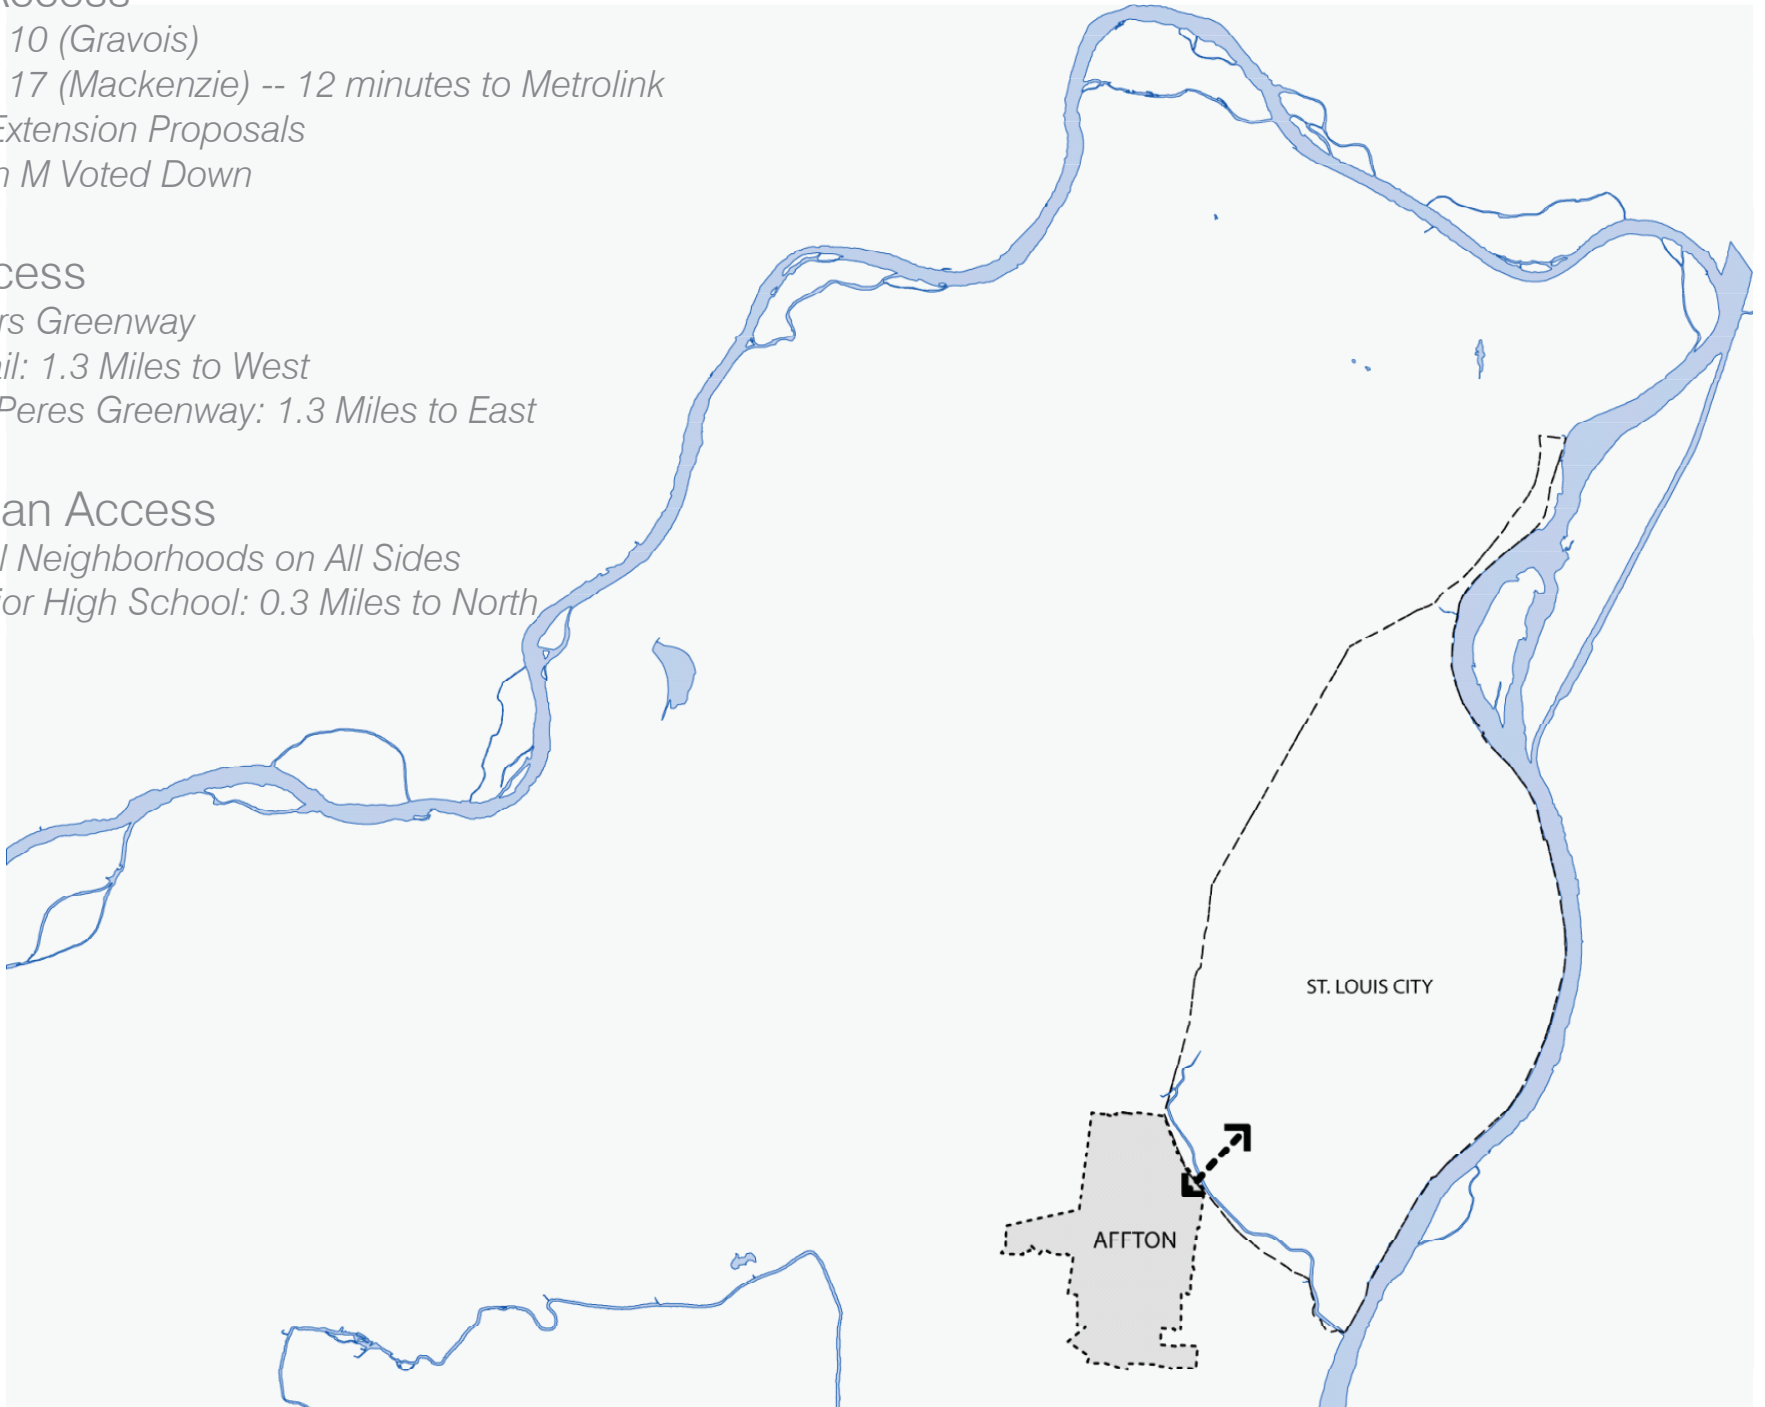 10 (Gravois)
17 (Mackenzie) -- 12 minutes to Metrolink
Extension Proposals
M Voted Down
cess
rs Greenway
il: 1.3 Miles to West
Peres Greenway: 1.3 Miles to East
an Access
l Neighborhoods on All Sides
ior High School: 0.3 Miles to North
ST. LOUIS CITY
AFFTON